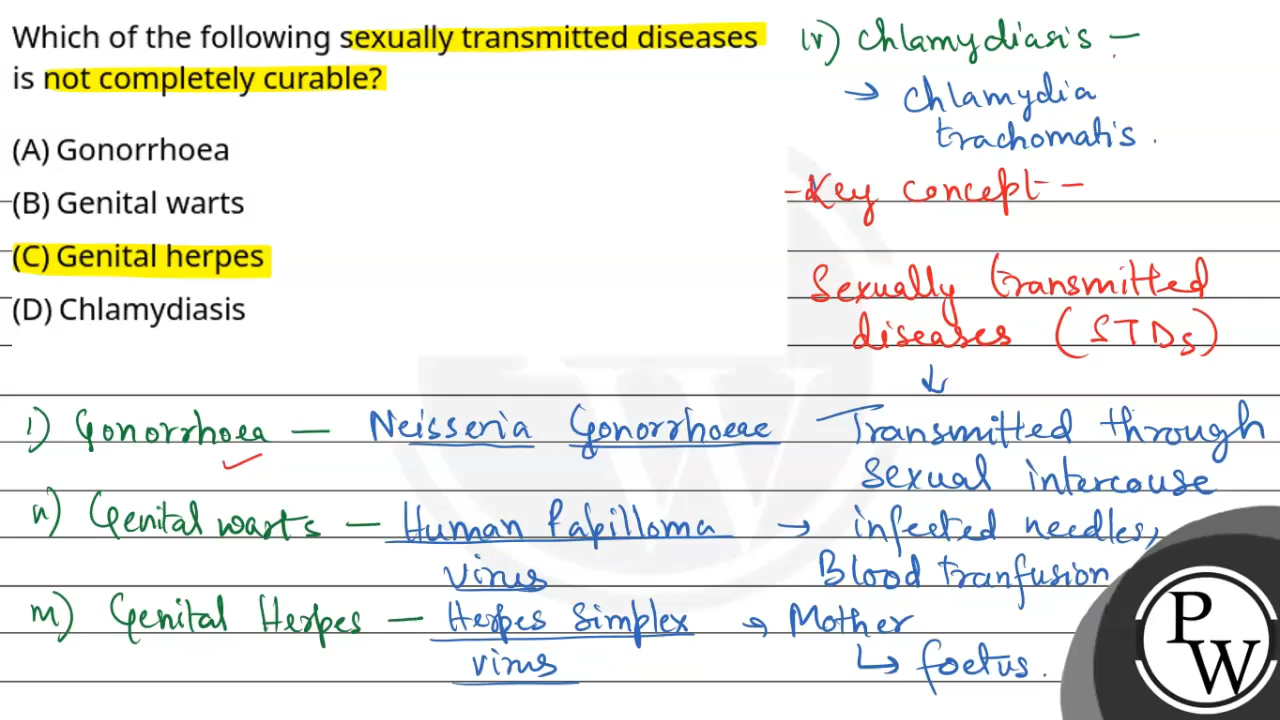 Which of the following sexually transmitted diseases
is not completely curable?
(A) Gonorrhoea
(B) Genital warts
(C) Genital herpes
(D) Chlamydiasis
iv) Chlamydiasis -
→ Chlamydia
trachomatis.
- Key concept -
Sexually transmitted
diseases (STDs)
↓
Transmitted through
sexual intercouse
→ infected needles,
Blood tranfusion
→ Mother
↳ foetus.
i) Gonorrhoea - Neisseria Gonorrhoeae
ii) Genital warts - Human Papilloma
virus
iii) Genital Herpes - Herpes Simplex
virus
PW